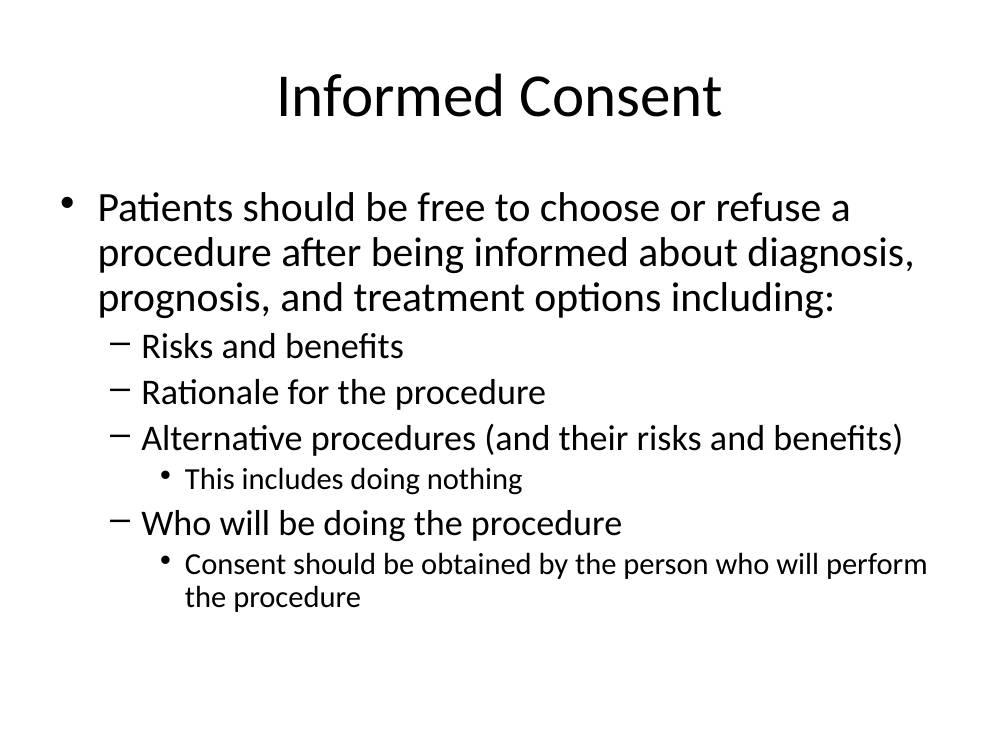 Informed Consent
• Patients should be free to choose or refuse a
procedure after being informed about diagnosis,
prognosis, and treatment options including:
– Risks and benefits
– Rationale for the procedure
– Alternative procedures (and their risks and benefits)
• This includes doing nothing
– Who will be doing the procedure
• Consent should be obtained by the person who will perform
the procedure